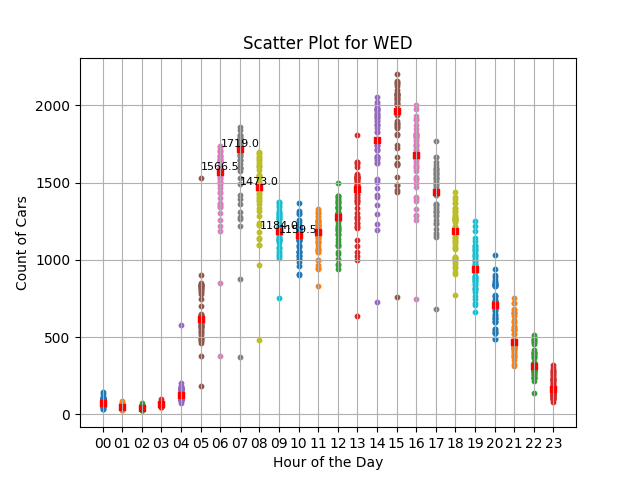 Scatter Plot for WED
Count of Cars
2000
1500
1000
500
0
1719.0
1566.5
1473.0
1184.0
1159.5
00 01 02 03 04 05 06 07 08 09 10 11 12 13 14 15 16 17 18 19 20 21 22 23
Hour of the Day